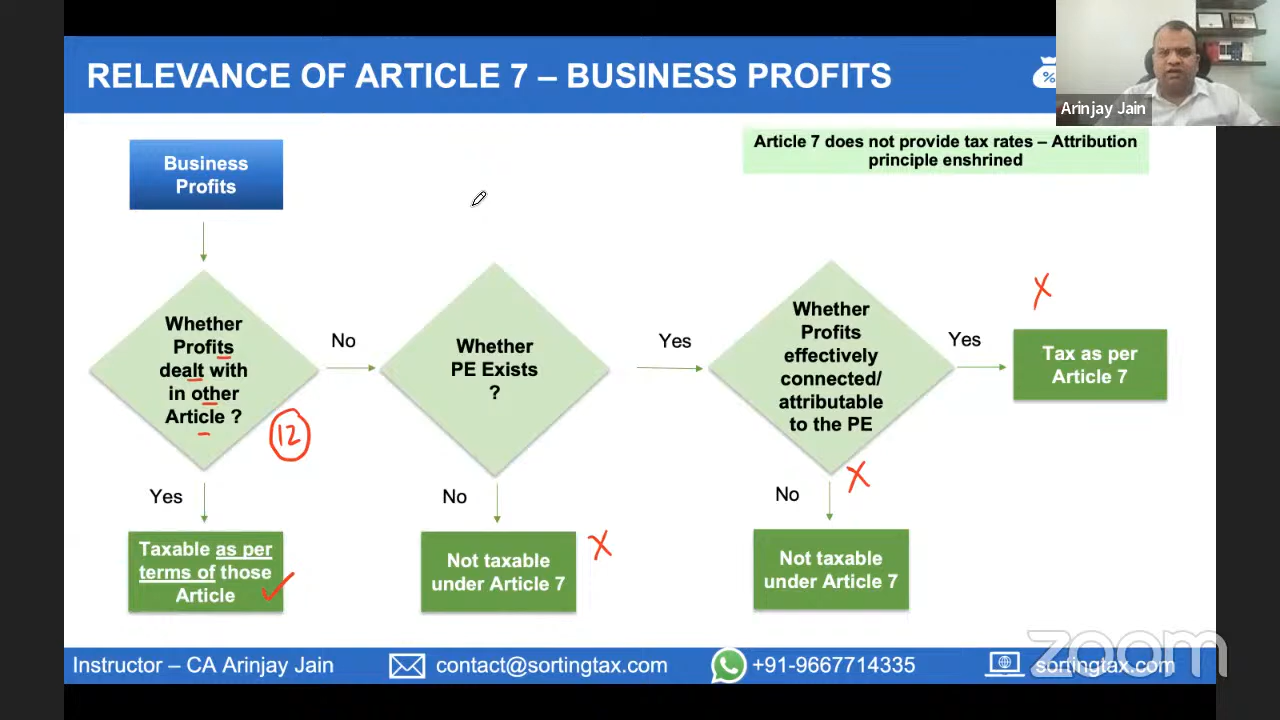 RELEVANCE OF ARTICLE 7 – BUSINESS PROFITS
%
Arinjay Jain
Article 7 does not provide tax rates – Attribution
principle enshrined
Business
Profits
Whether
Profits
dealt with
in other
Article ?
12
No
Whether
PE Exists
?
Yes
Whether
Profits
effectively
connected/
attributable
to the PE
Yes
X
Tax as per
Article 7
Yes
No
No
X
Taxable as per
terms of those
Article
Not taxable
under Article 7
X
Not taxable
under Article 7
Instructor – CA Arinjay Jain
contact@sortingtax.com
+91-9667714335
sortingtax.com
zoom